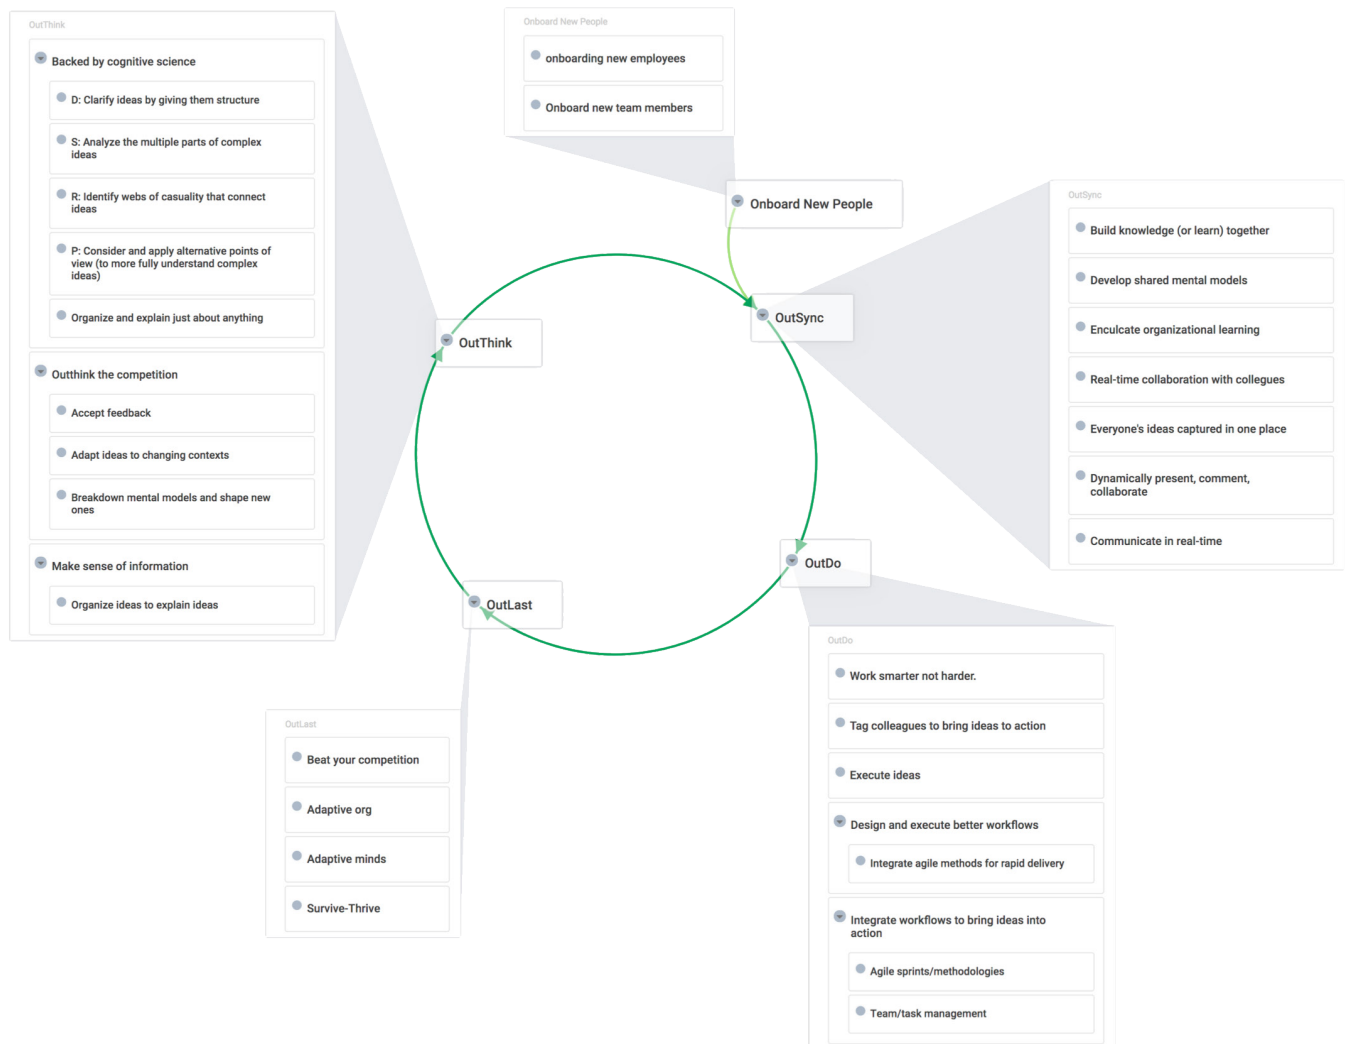 OutThink
Backed by cognitive science
D: Clarify ideas by giving them structure
S: Analyze the multiple parts of complex
ideas
R: Identify webs of casuality that connect
ideas
P: Consider and apply alternative points of
view (to more fully understand complex
ideas)
Organize and explain just about anything
Outthink the competition
Accept feedback
Adapt ideas to changing contexts
Breakdown mental models and shape new
ones
Make sense of information
Organize ideas to explain ideas
Onboard New People
onboarding new employees
Onboard new team members
Onboard New People
OutSync
OutThink
OutDo
OutLast
OutSync
Build knowledge (or learn) together
Develop shared mental models
Enculcate organizational learning
Real-time collaboration with collegues
Everyone's ideas captured in one place
Dynamically present, comment,
collaborate
Communicate in real-time
OutLast
Beat your competition
Adaptive org
Adaptive minds
Survive-Thrive
OutDo
Work smarter not harder.
Tag colleagues to bring ideas to action
Execute ideas
Design and execute better workflows
Integrate agile methods for rapid delivery
Integrate workflows to bring ideas into
action
Agile sprints/methodologies
Team/task management